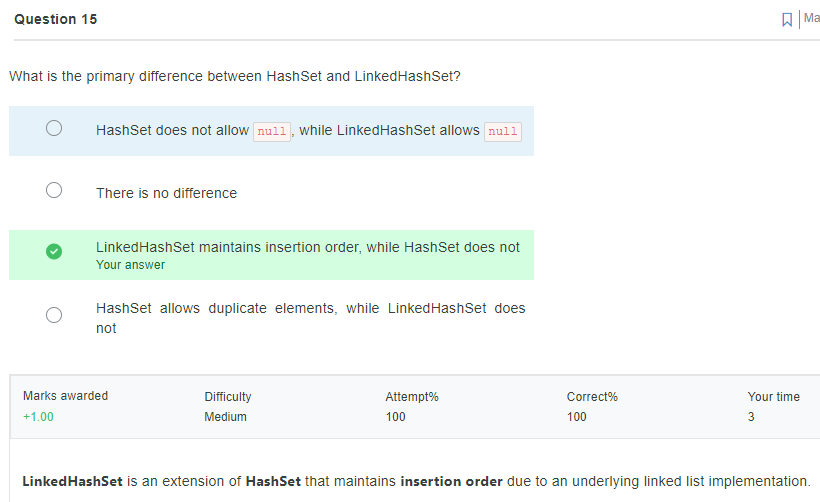 Question 15
Ma
What is the primary difference between HashSet and LinkedHashSet?
HashSet does not allow null, while LinkedHashSet allows null
There is no difference
LinkedHashSet maintains insertion order, while HashSet does not
Your answer
HashSet allows duplicate elements, while LinkedHashSet does
not
Marks awarded Difficulty Attempt% Correct% Your time
+1.00 Medium 100 100 3
LinkedHashSet is an extension of HashSet that maintains insertion order due to an underlying linked list implementation.